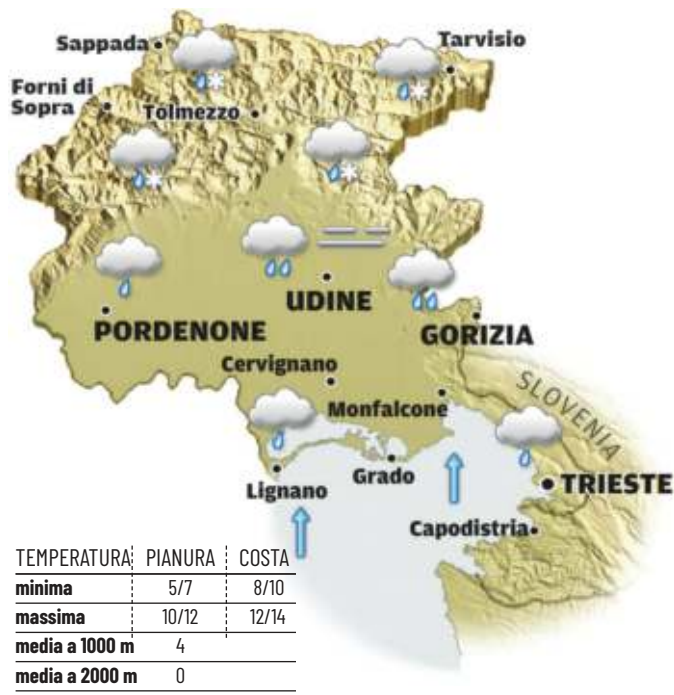 Sappada
Tarvisio
Forni di
Sopra
Tolmezzo
UDINE
PORDENONE
GORIZIA
Cervignano
Monfalcone
SLOVENIA
Lignano
Grado
TRIESTE
Capodistria
TEMPERATURA PIANURA COSTA
minima 5/7 8/10
massima 10/12 12/14
media a 1000 m 4
media a 2000 m 0